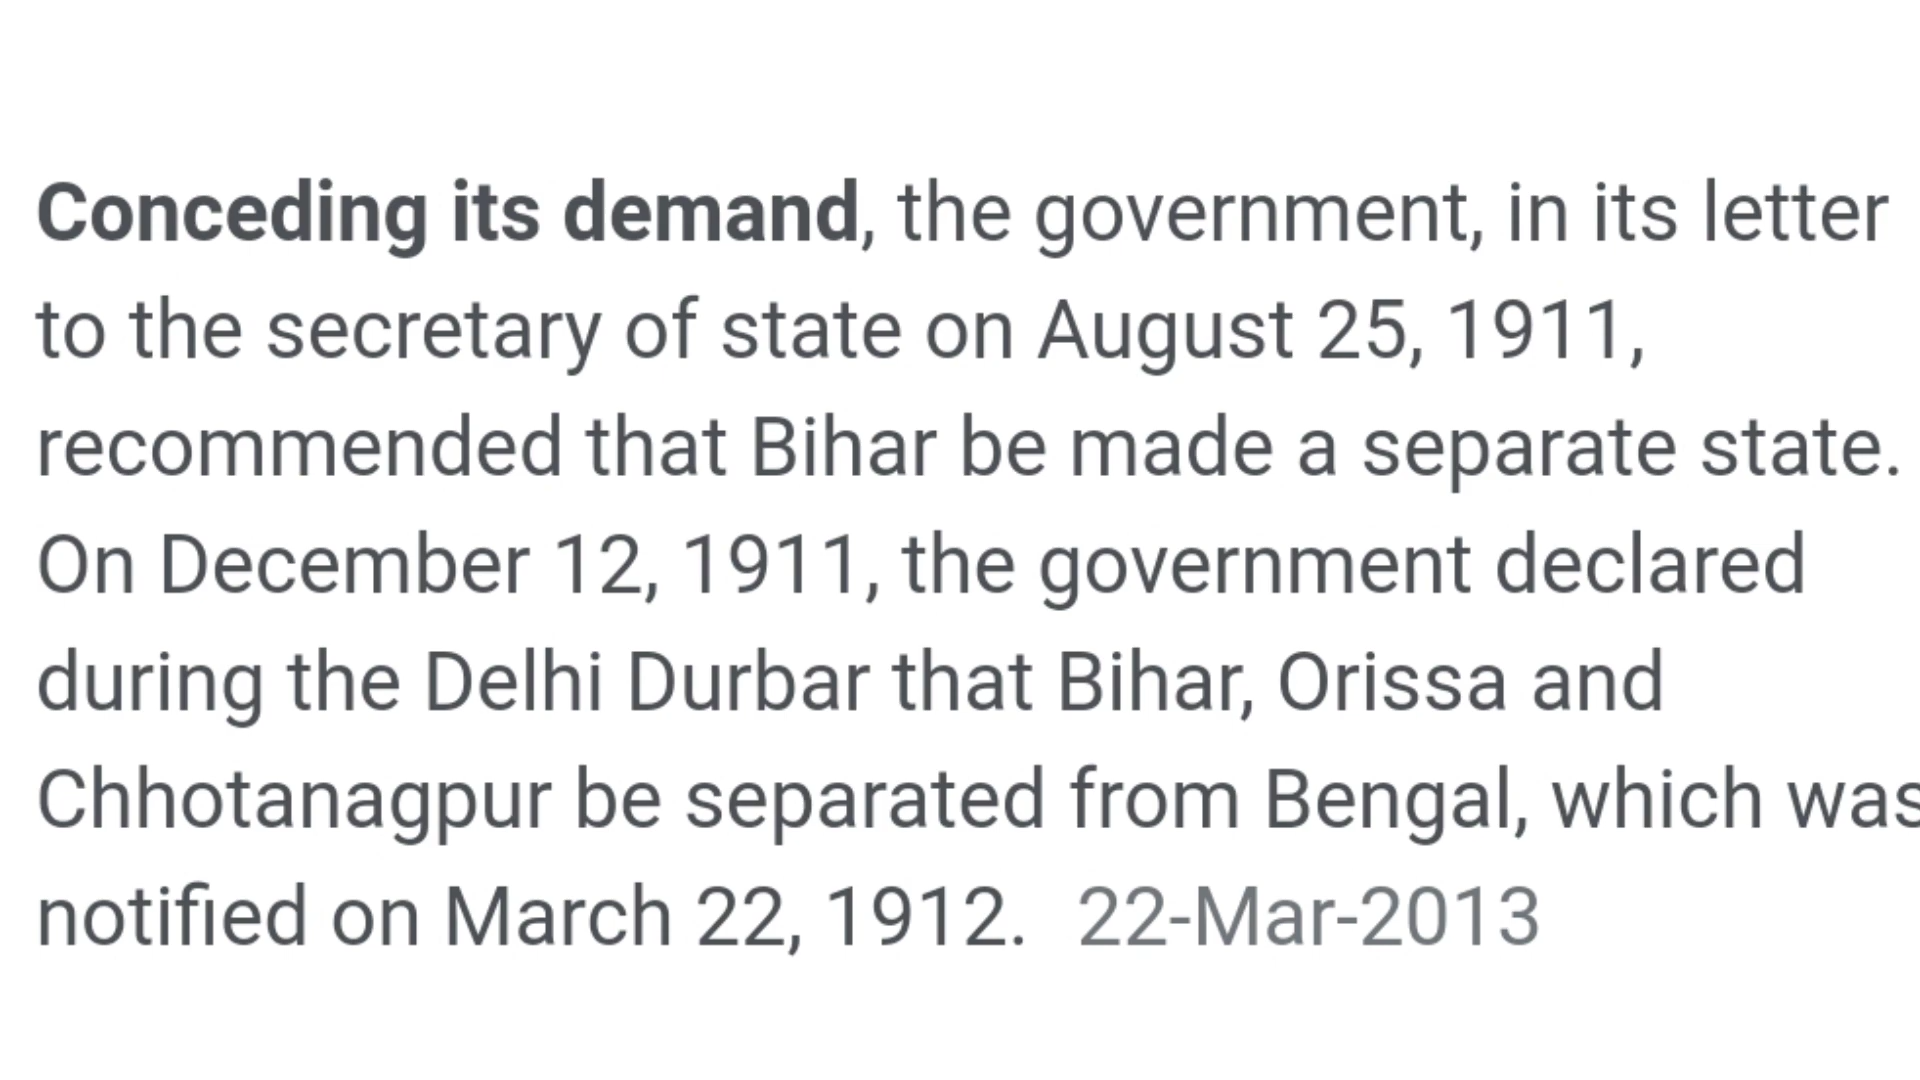 Conceding its demand, the government, in its letter
to the secretary of state on August 25, 1911,
recommended that Bihar be made a separate state.
On December 12, 1911, the government declared
during the Delhi Durbar that Bihar, Orissa and
Chhotanagpur be separated from Bengal, which was
notified on March 22, 1912. 22-Mar-2013